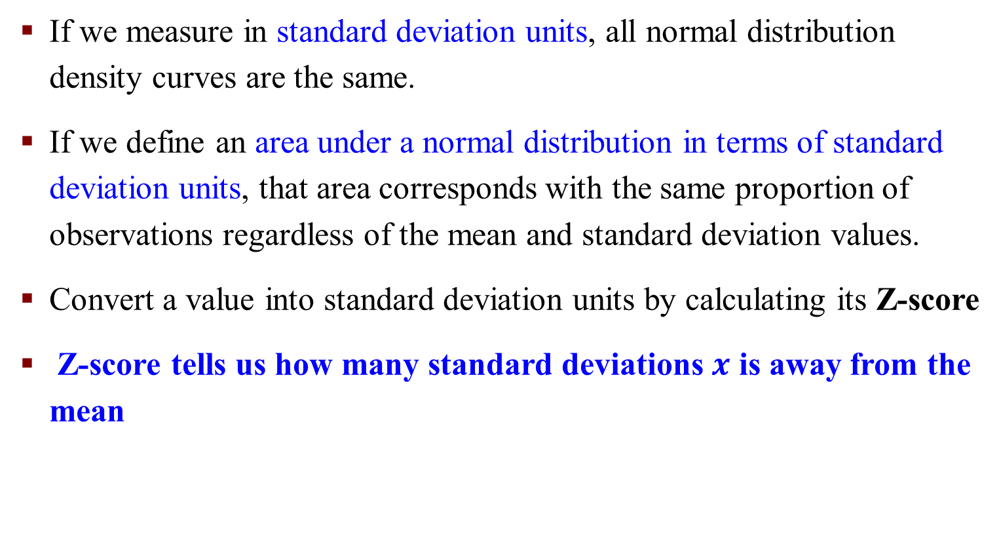 ▪ If we measure in standard deviation units, all normal distribution
density curves are the same.
▪ If we define an area under a normal distribution in terms of standard
deviation units, that area corresponds with the same proportion of
observations regardless of the mean and standard deviation values.
▪ Convert a value into standard deviation units by calculating its Z-score
▪ Z-score tells us how many standard deviations x is away from the
mean